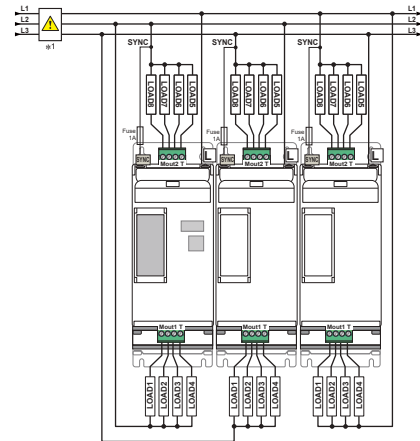 L1 L1
L2 L2
L3 L3
∗1
SYNC SYNC SYNC
LOAD8 LOAD7 LOAD6 LOAD5 LOAD8 LOAD7 LOAD6 LOAD5 LOAD8 LOAD7 LOAD6 LOAD5
Fuse 1A Fuse 1A Fuse 1A
SYNC SYNC SYNC
L L L
Mout2 T Mout2 T Mout2 T
Mout1 T Mout1 T Mout1 T
LOAD1 LOAD2 LOAD3 LOAD4 LOAD1 LOAD2 LOAD3 LOAD4 LOAD1 LOAD2 LOAD3 LOAD4